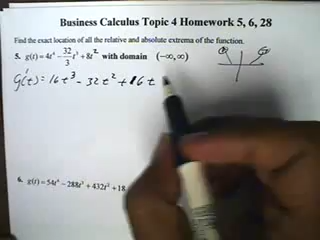 Business Calculus Topic 4 Homework 5, 6, 28
Find the exact location of all the relative and absolute extrema of the function.
5. g(t) = 4t⁴ - 32/3 t³ + 8t² with domain (-∞, ∞)
g'(t) = 16t³ - 32t² + 16t
6. g(t) = 54t⁴ - 288t³ + 432t² + 18